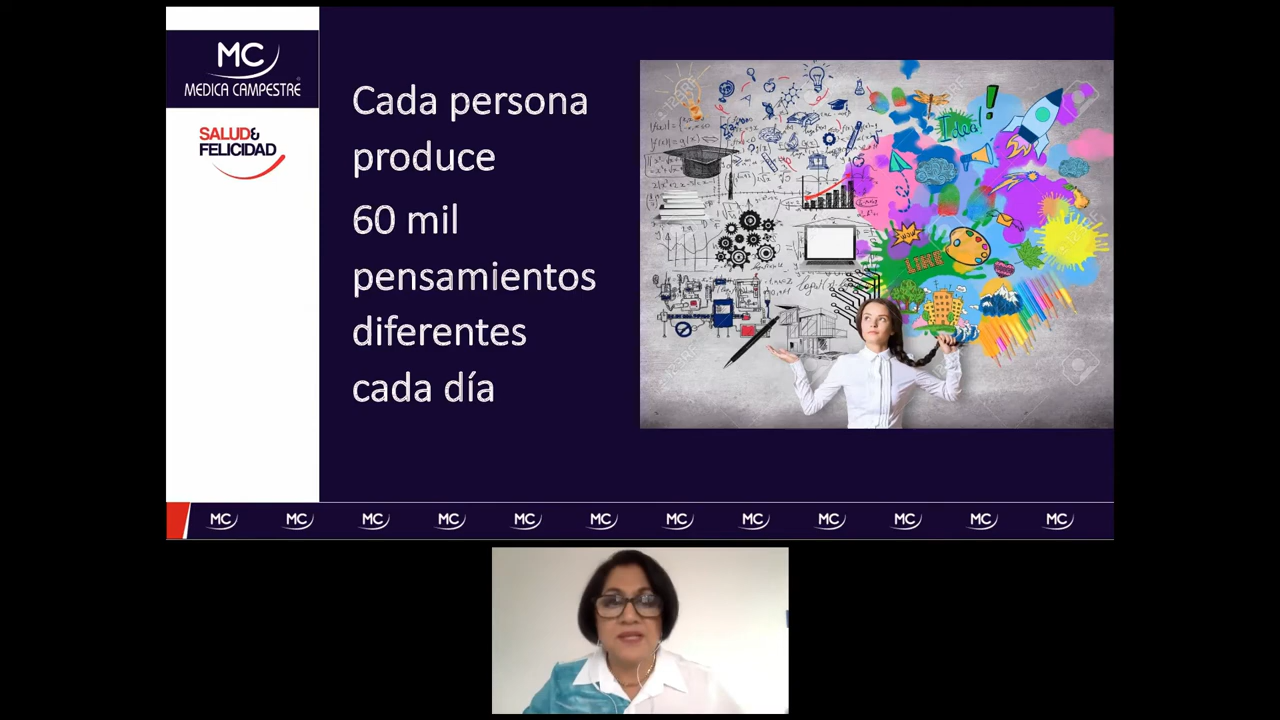 MC
MEDICA CAMPESTRE
SALUD&
FELICIDAD
Cada persona
produce
60 mil
pensamientos
diferentes
cada día
Idea!
WOW
LIKE
MC MC MC MC MC MC MC MC MC MC MC MC